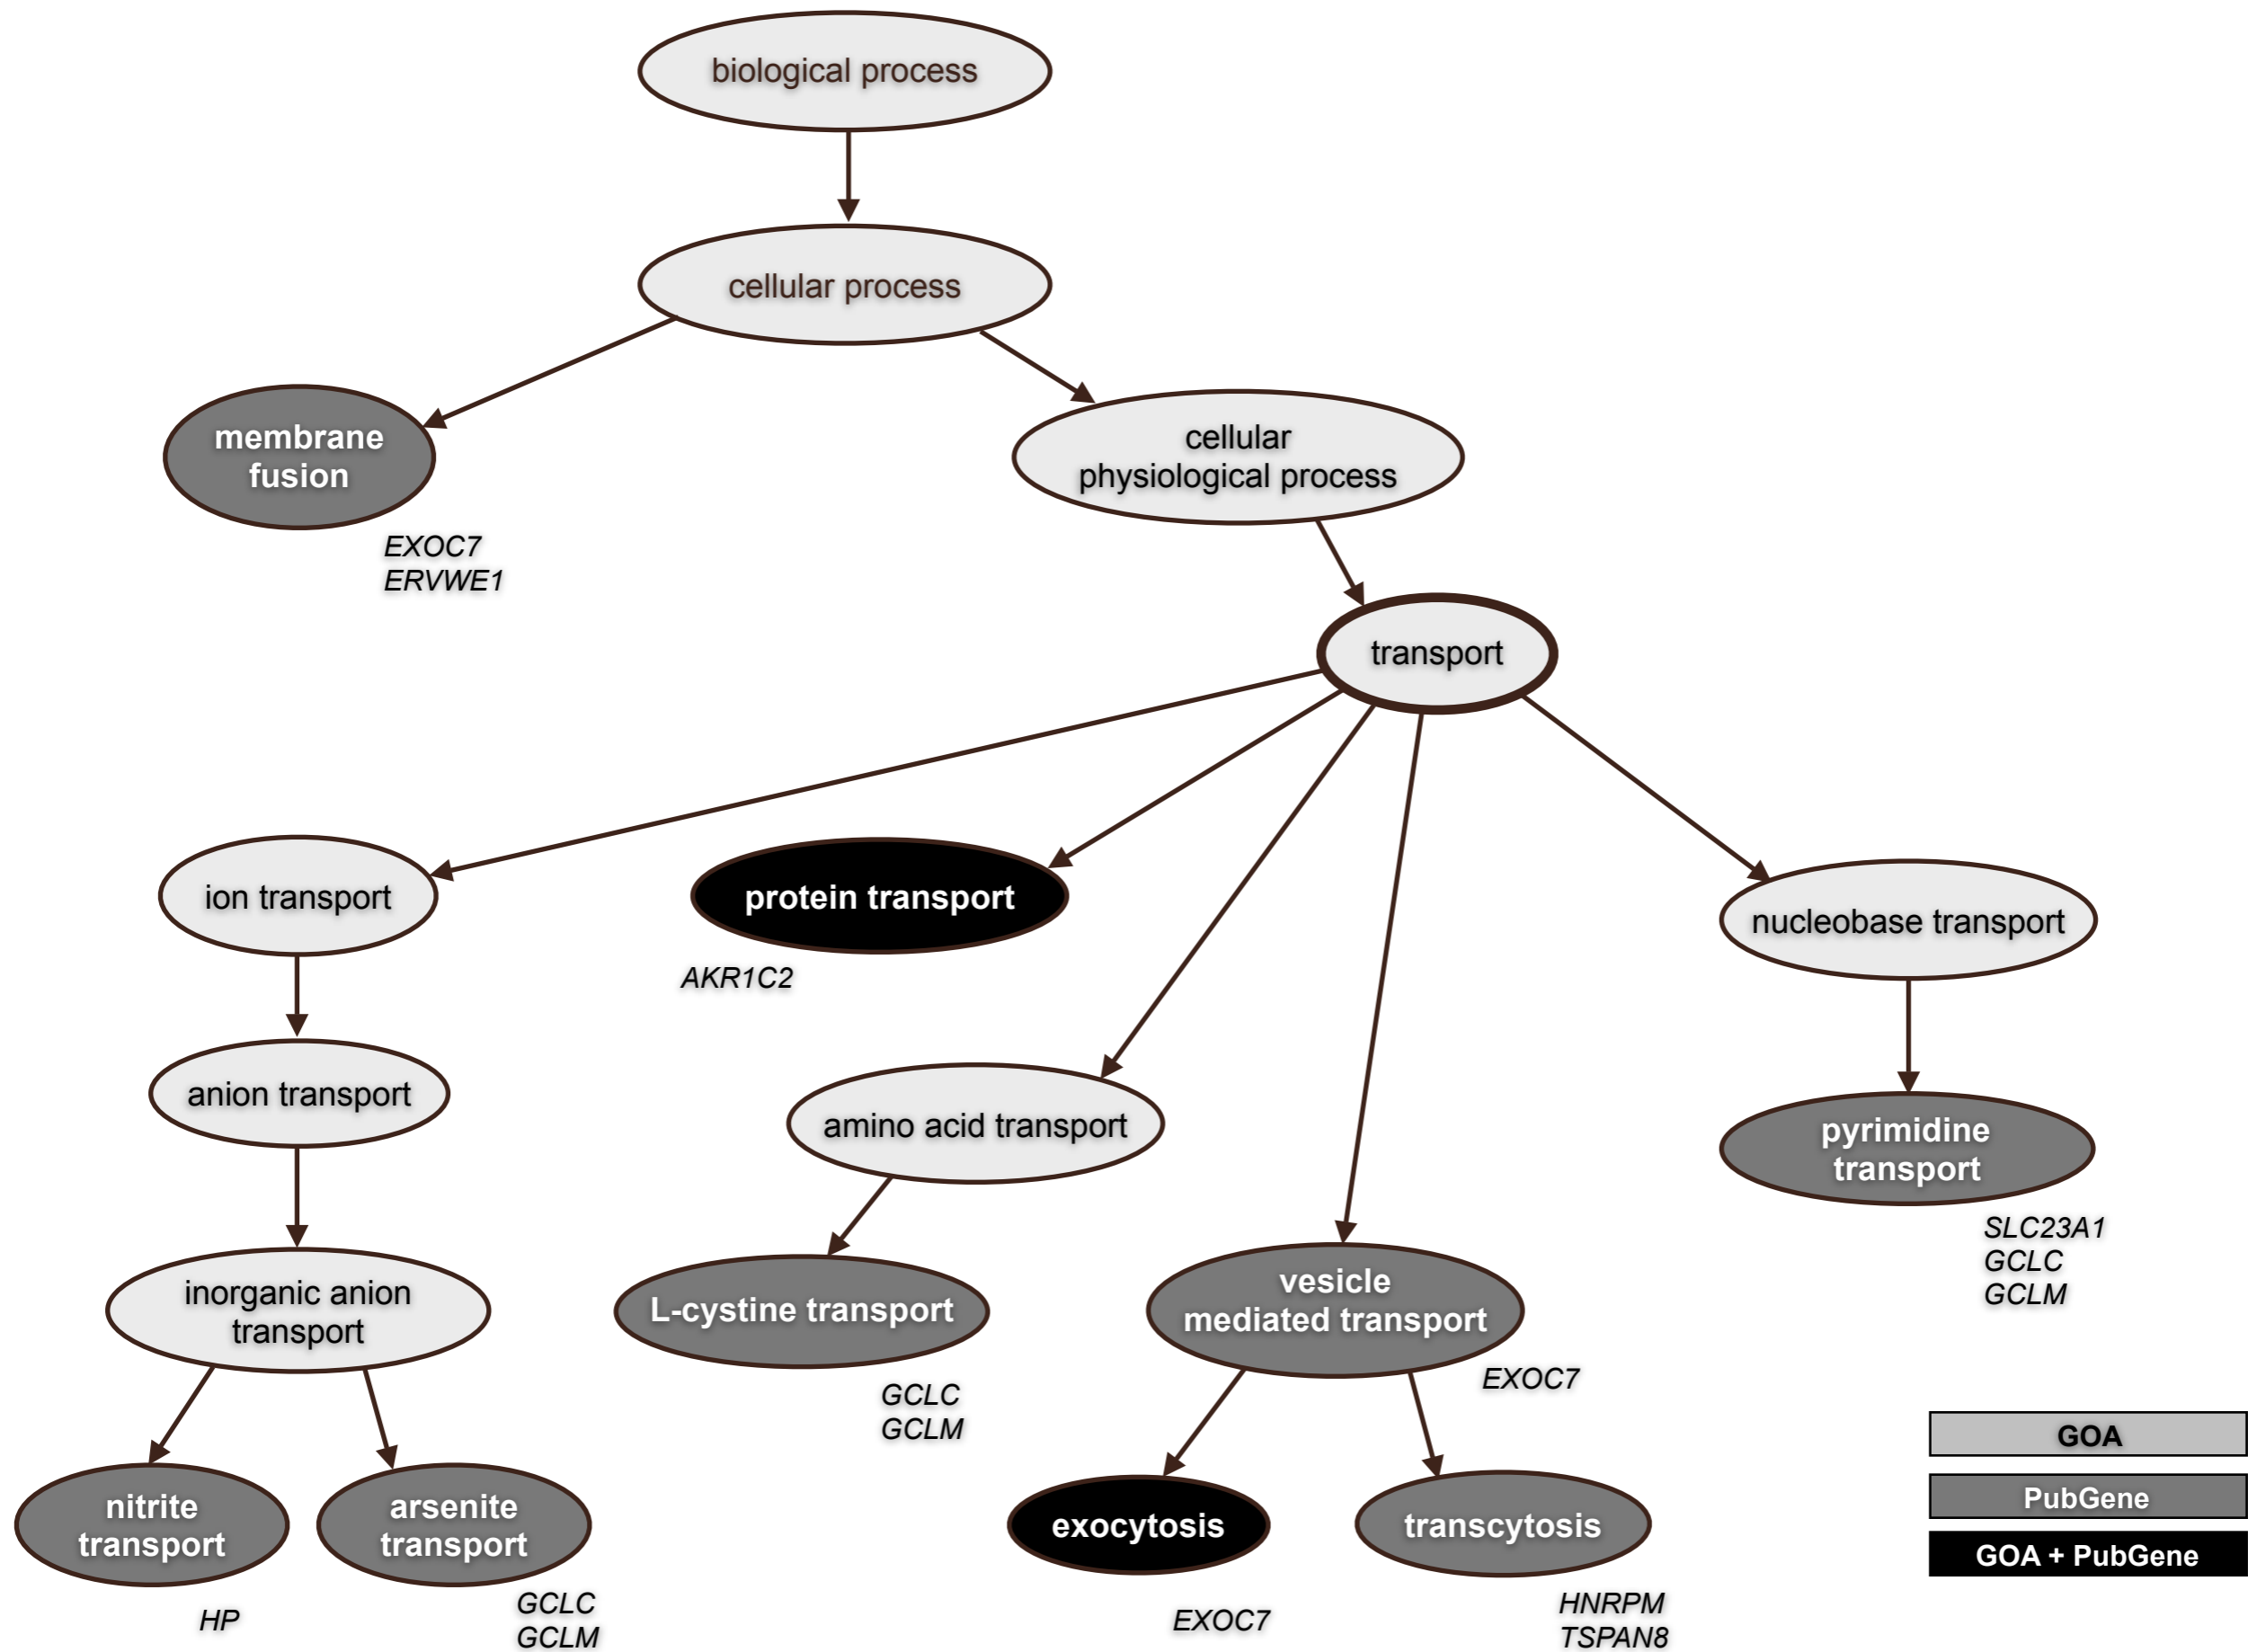 biological process
cellular process
membrane
fusion
cellular
physiological process
EXOC7
ERVWE1
transport
ion transport
protein transport
nucleobase transport
AKR1C2
anion transport
amino acid transport
pyrimidine
transport
SLC23A1
GCLC
GCLM
inorganic anion
transport
L-cystine transport
vesicle
mediated transport
GCLC
GCLM
EXOC7
nitrite
transport
arsenite
transport
exocytosis
transcytosis
HP
GCLC
GCLM
EXOC7
HNRPM
TSPAN8
GOA
PubGene
GOA + PubGene